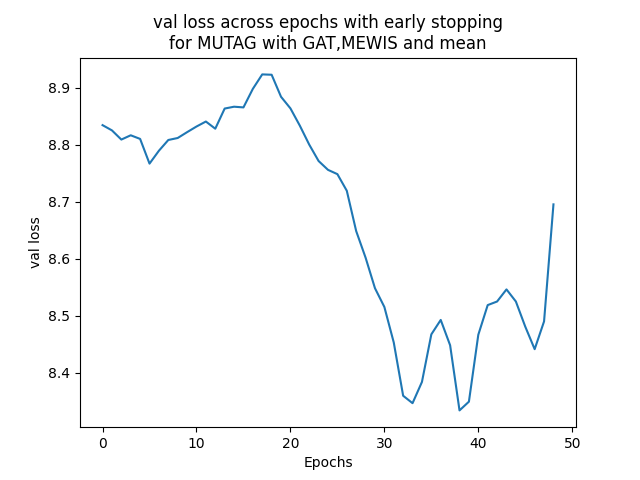 val loss across epochs with early stopping
for MUTAG with GAT,MEWIS and mean
8.9
8.8
8.7
8.6
8.5
8.4
val loss
0 10 20 30 40 50
Epochs